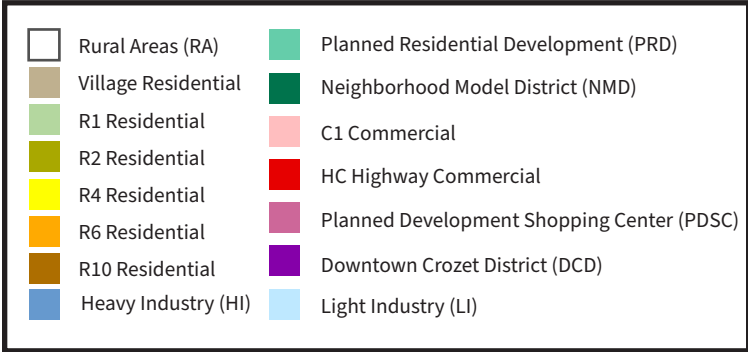 Rural Areas (RA)
Village Residential
R1 Residential
R2 Residential
R4 Residential
R6 Residential
R10 Residential
Heavy Industry (HI)
Planned Residential Development (PRD)
Neighborhood Model District (NMD)
C1 Commercial
HC Highway Commercial
Planned Development Shopping Center (PDSC)
Downtown Crozet District (DCD)
Light Industry (LI)